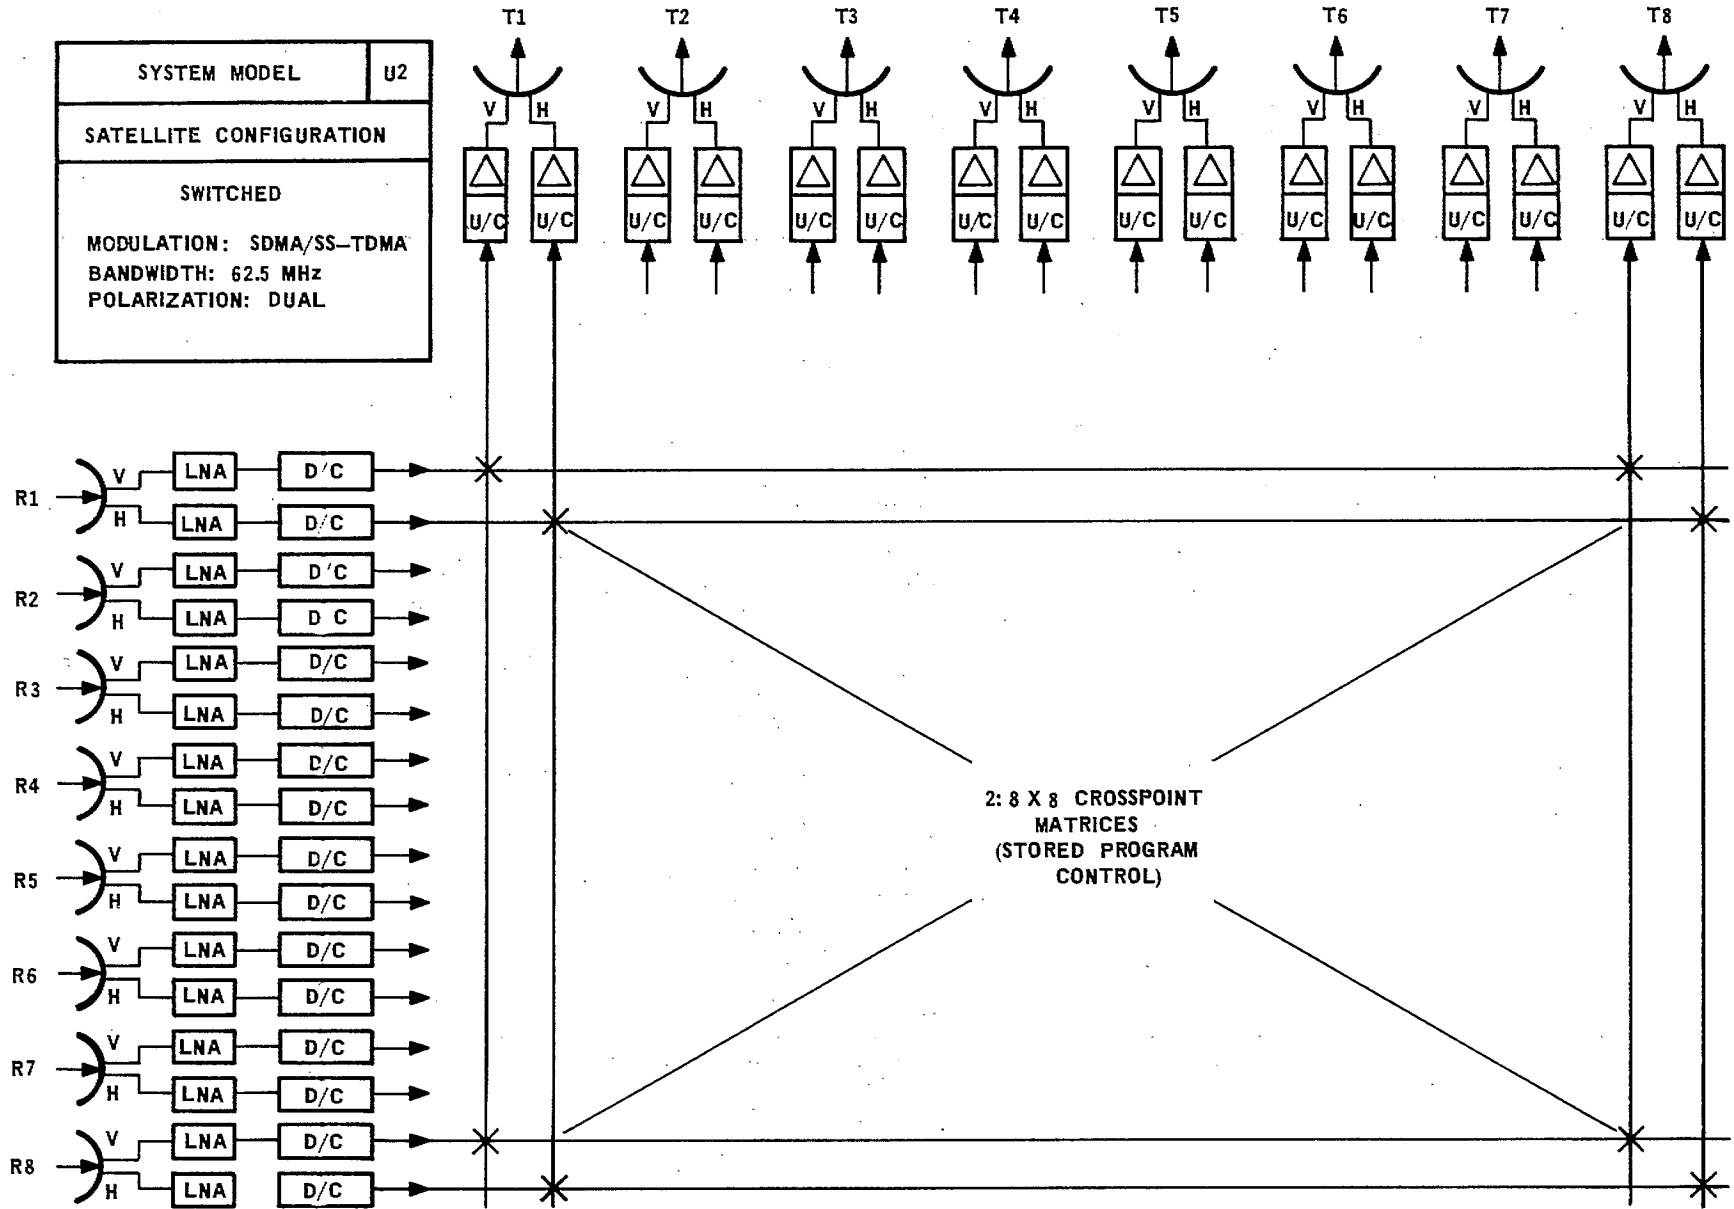 T1 T2 T3 T4 T5 T6 T7 T8
SYSTEM MODEL U2
SATELLITE CONFIGURATION
SWITCHED
MODULATION: SDMA/SS-TDMA
BANDWIDTH: 62.5 MHz
POLARIZATION: DUAL
V H V H V H V H V H V H V H V H
U/C U/C U/C U/C U/C U/C U/C U/C U/C U/C U/C U/C U/C U/C U/C U/C
R1
V LNA D'C
H LNA D/C
R2
V LNA D'C
H LNA D C
R3
V LNA D/C
H LNA D/C
R4
V LNA D/C
H LNA D/C
R5
V LNA D/C
H LNA D/C
R6
V LNA D/C
H LNA D/C
R7
V LNA D/C
H LNA D/C
R8
V LNA D/C
H LNA D/C
2: 8 X 8 CROSSPOINT
MATRICES
(STORED PROGRAM
CONTROL)